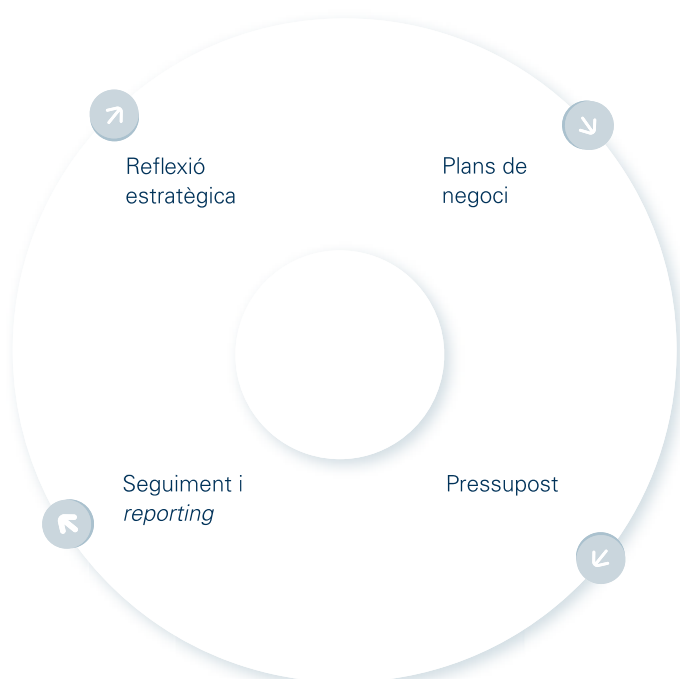 Reflexió
estratègica
Plans de
negoci
Seguiment i
reporting
Pressupost